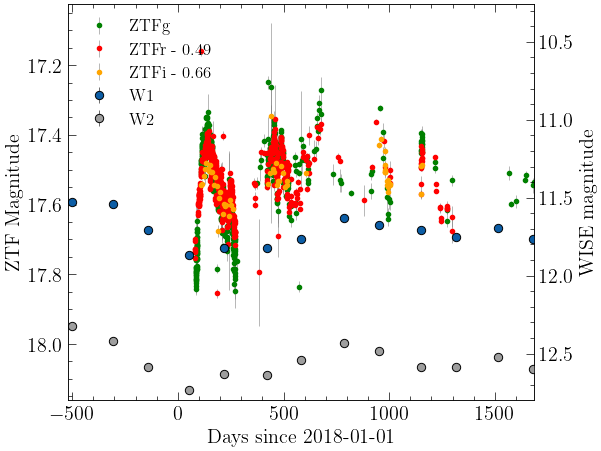 ZTFg
ZTFr - 0.49
ZTFi - 0.66
W1
W2
17.2
17.4
17.6
17.8
18.0
ZTF Magnitude
10.5
11.0
11.5
12.0
12.5
WISE magnitude
−500
0
500
1000
1500
Days since 2018-01-01